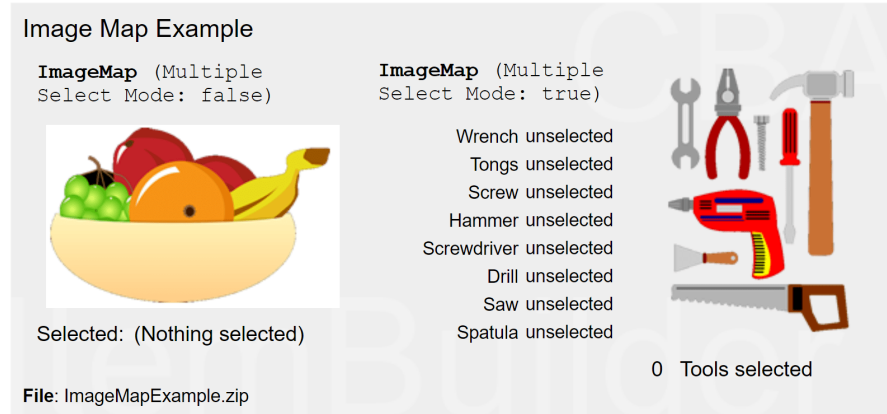 Image Map Example
ImageMap (Multiple
Select Mode: false)
Selected: (Nothing selected)
ImageMap (Multiple
Select Mode: true)
Wrench unselected
Tongs unselected
Screw unselected
Hammer unselected
Screwdriver unselected
Drill unselected
Saw unselected
Spatula unselected
0 Tools selected
File: ImageMapExample.zip